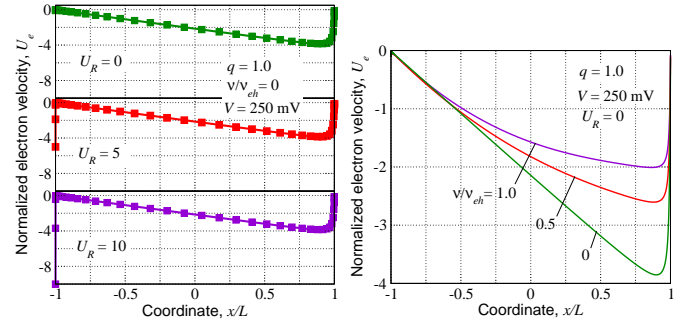 Normalized electron velocity, U_e
0
-4
-8
U_R = 0
q = 1.0
ν/ν_eh = 0
V = 250 mV
0
-4
-8
U_R = 5
0
-4
-8
U_R = 10
-1
-0.5
0
0.5
1
Coordinate, x/L
Normalized electron velocity, U_e
0
-1
-2
-3
-4
q = 1.0
V = 250 mV
U_R = 0
ν/ν_eh = 1.0
0.5
0
-1
-0.5
0
0.5
1
Coordinate, x/L